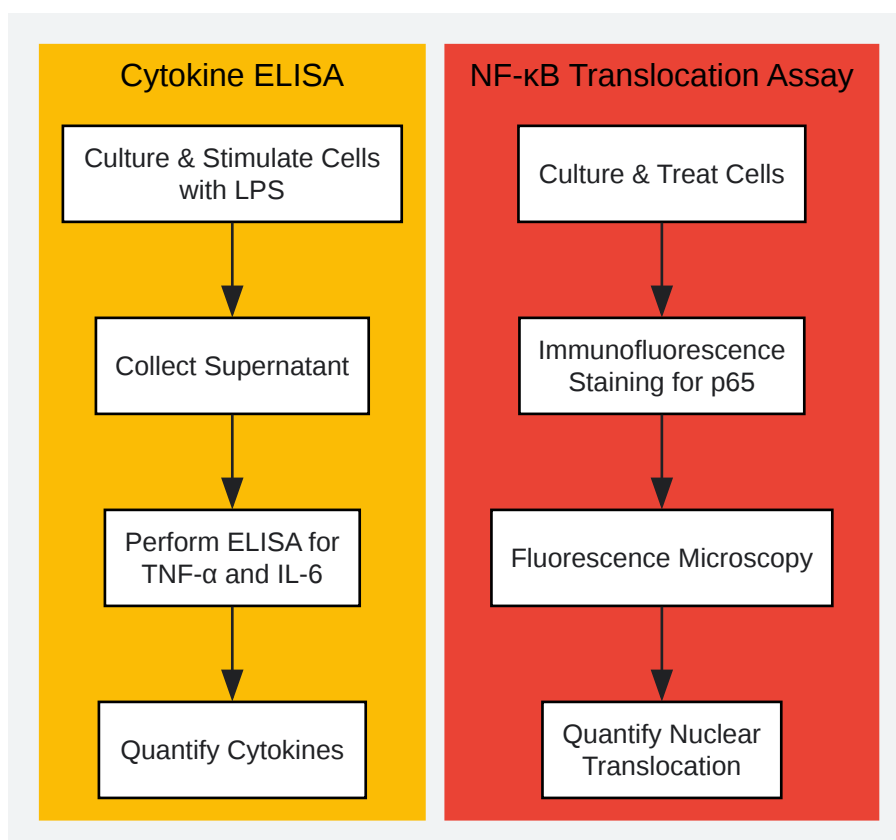 Cytokine ELISA
Culture & Stimulate Cells
with LPS
Collect Supernatant
Perform ELISA for
TNF-α and IL-6
Quantify Cytokines
NF-κB Translocation Assay
Culture & Treat Cells
Immunofluorescence
Staining for p65
Fluorescence Microscopy
Quantify Nuclear
Translocation